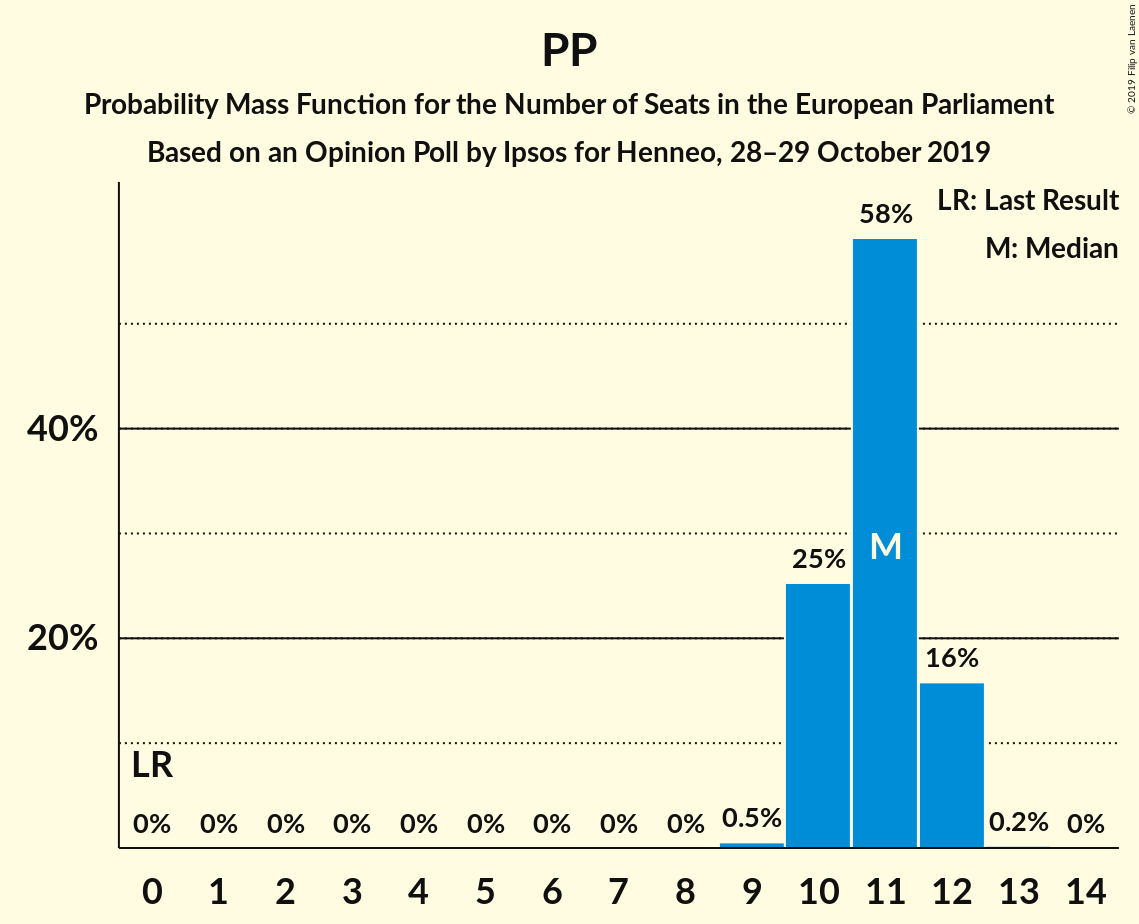 PP
Probability Mass Function for the Number of Seats in the European Parliament
Based on an Opinion Poll by Ipsos for Henneo, 28–29 October 2019
© 2019 Filip van Laenen
LR: Last Result
M: Median
58%
40%
M
25%
20%
16%
LR
0% 0% 0% 0% 0% 0% 0% 0% 0% 0.5% 0.2% 0%
0 1 2 3 4 5 6 7 8 9 10 11 12 13 14